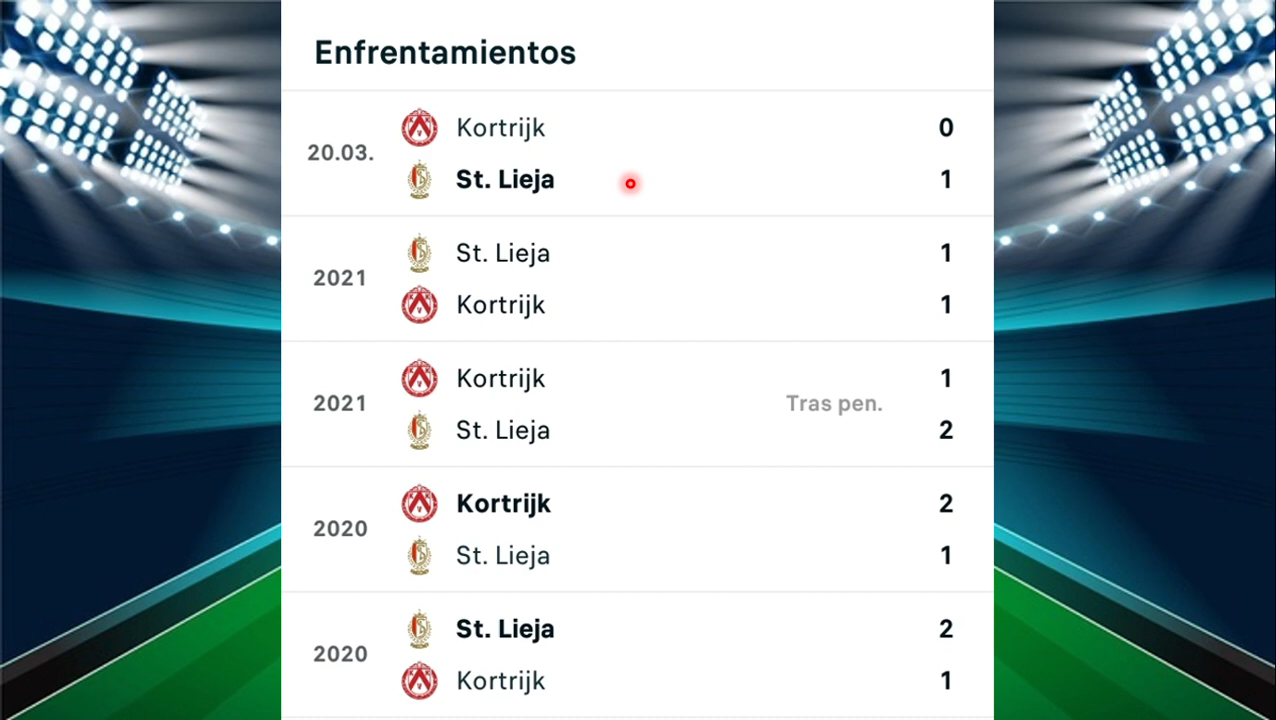 Enfrentamientos
20.03.
Kortrijk 0
St. Lieja 1
2021
St. Lieja 1
Kortrijk 1
2021
Kortrijk 1
Tras pen.
St. Lieja 2
2020
Kortrijk 2
St. Lieja 1
2020
St. Lieja 2
Kortrijk 1